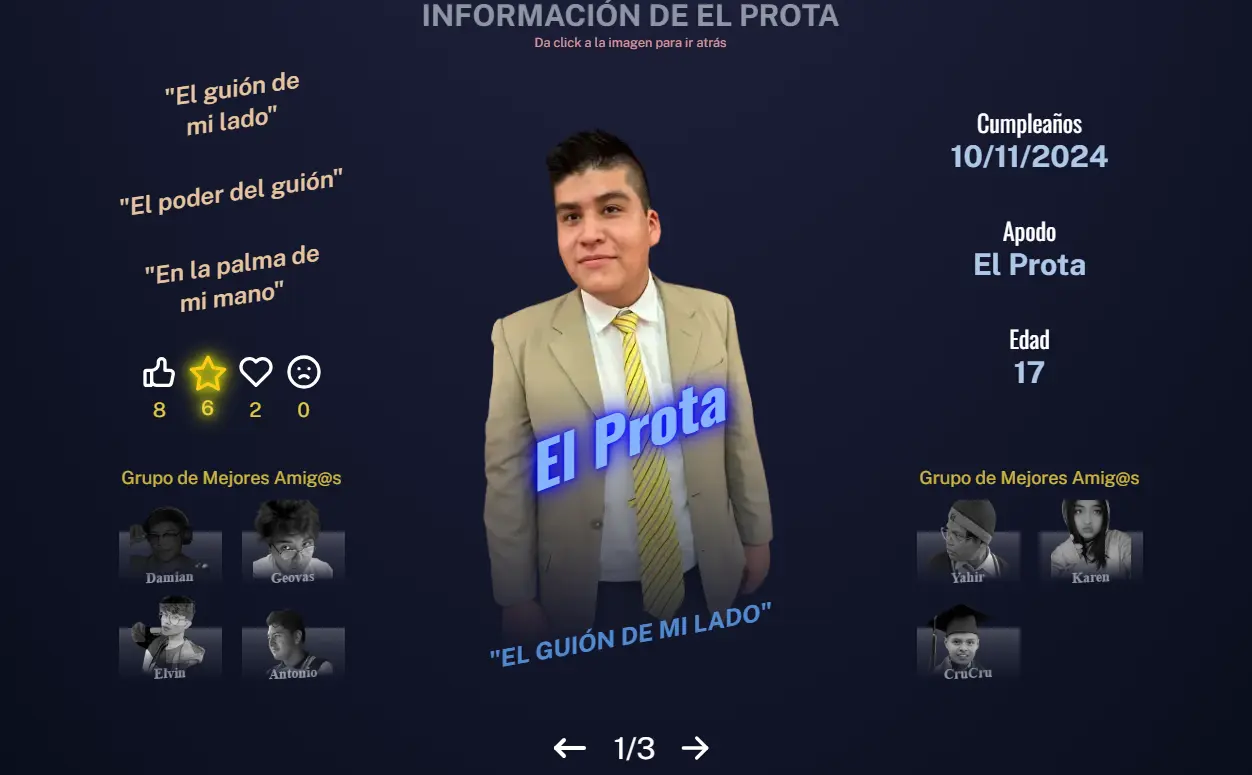 INFORMACIÓN DE EL PROTA
Da click a la imagen para ir atrás
"El guión de
mi lado"
"El poder del guión"
"En la palma de
mi mano"
8
6
2
0
Grupo de Mejores Amig@s
Damian
Geovas
Elvin
Antonio
El Prota
"EL GUIÓN DE MI LADO"
Cumpleaños
10/11/2024
Apodo
El Prota
Edad
17
Grupo de Mejores Amig@s
Yahir
Karen
CruCru
1/3